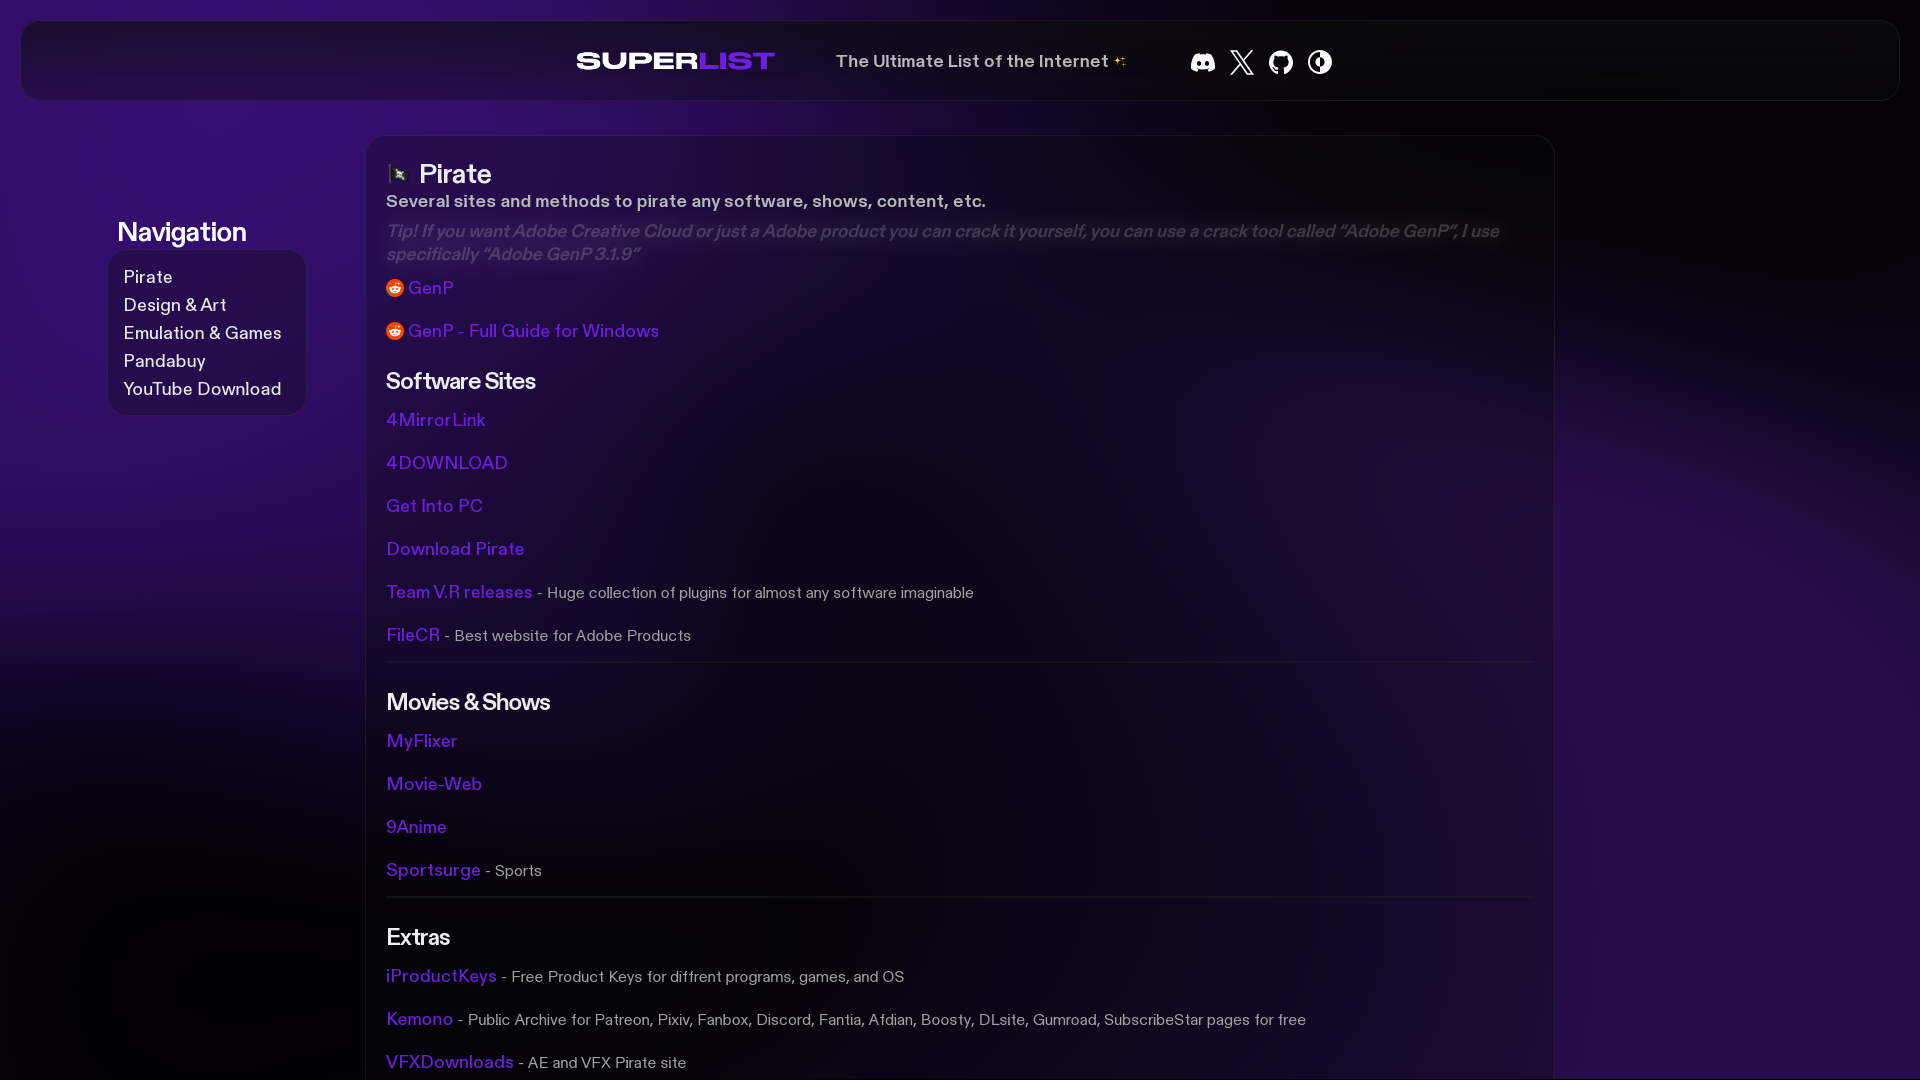 SUPERLIST
The Ultimate List of the Internet
Navigation
Pirate
Design & Art
Emulation & Games
Pandabuy
YouTube Download
Pirate
Several sites and methods to pirate any software, shows, content, etc.
Tip! If you want Adobe Creative Cloud or just a Adobe product you can crack it yourself, you can use a crack tool called “Adobe GenP”, I use
specifically “Adobe GenP 3.1.9”
GenP
GenP - Full Guide for Windows
Software Sites
4MirrorLink
4DOWNLOAD
Get Into PC
Download Pirate
Team V.R releases - Huge collection of plugins for almost any software imaginable
FileCR - Best website for Adobe Products
Movies & Shows
MyFlixer
Movie-Web
9Anime
Sportsurge - Sports
Extras
iProductKeys - Free Product Keys for diffrent programs, games, and OS
Kemono - Public Archive for Patreon, Pixiv, Fanbox, Discord, Fantia, Afdian, Boosty, DLsite, Gumroad, SubscribeStar pages for free
VFXDownloads - AE and VFX Pirate site